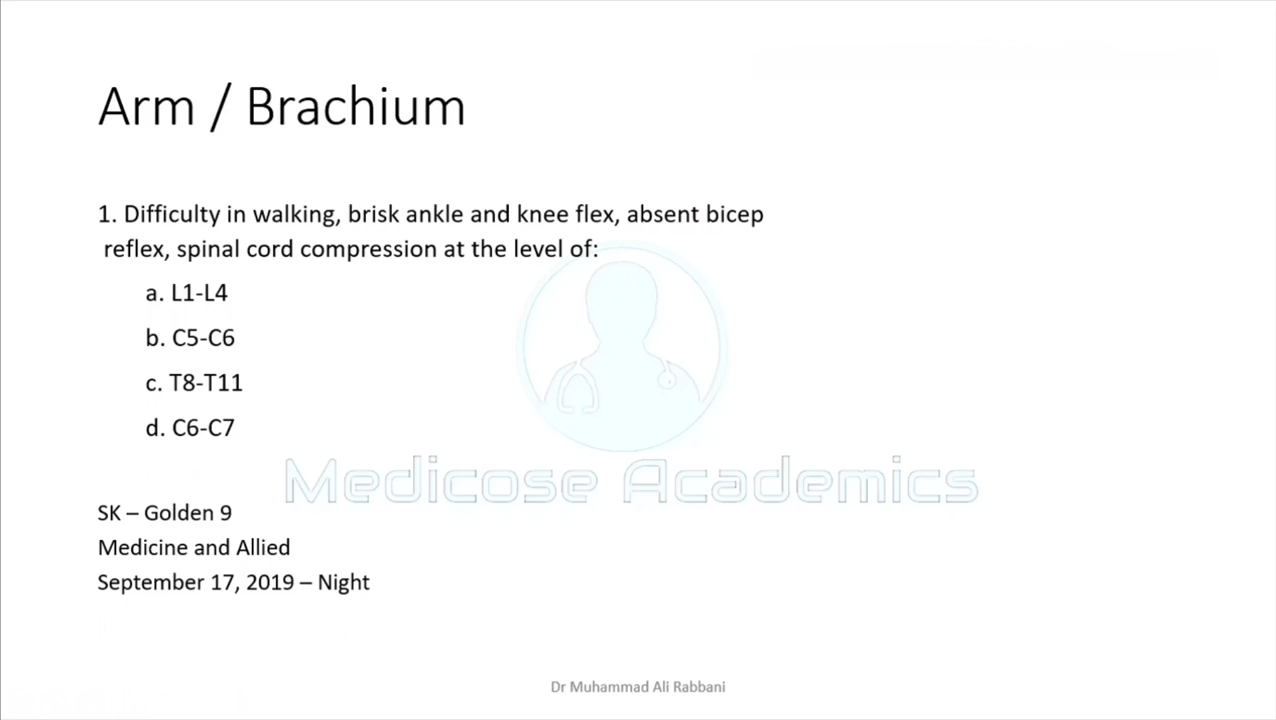 Arm / Brachium
1. Difficulty in walking, brisk ankle and knee flex, absent bicep
reflex, spinal cord compression at the level of:
a. L1-L4
b. C5-C6
c. T8-T11
d. C6-C7
Medicose Academics
SK – Golden 9
Medicine and Allied
September 17, 2019 – Night
Dr Muhammad Ali Rabbani